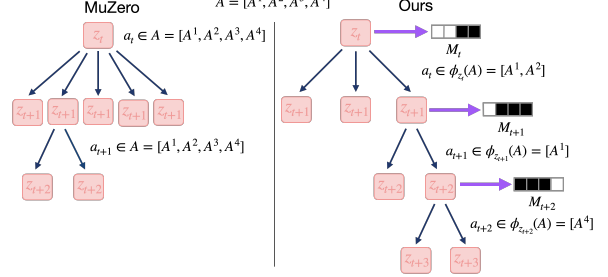 MuZero
z_t
a_t ∈ A = [A^1, A^2, A^3, A^4]
z_{t+1} z_{t+1} z_{t+1} z_{t+1} z_{t+1}
a_{t+1} ∈ A = [A^1, A^2, A^3, A^4]
z_{t+2} z_{t+2}
Ours
z_t
M_t
a_t ∈ ϕ_{z_t}(A) = [A^1, A^2]
z_{t+1} z_{t+1} z_{t+1}
M_{t+1}
a_{t+1} ∈ ϕ_{z_{t+1}}(A) = [A^1]
z_{t+2} z_{t+2}
M_{t+2}
a_{t+2} ∈ ϕ_{z_{t+2}}(A) = [A^4]
z_{t+3} z_{t+3}